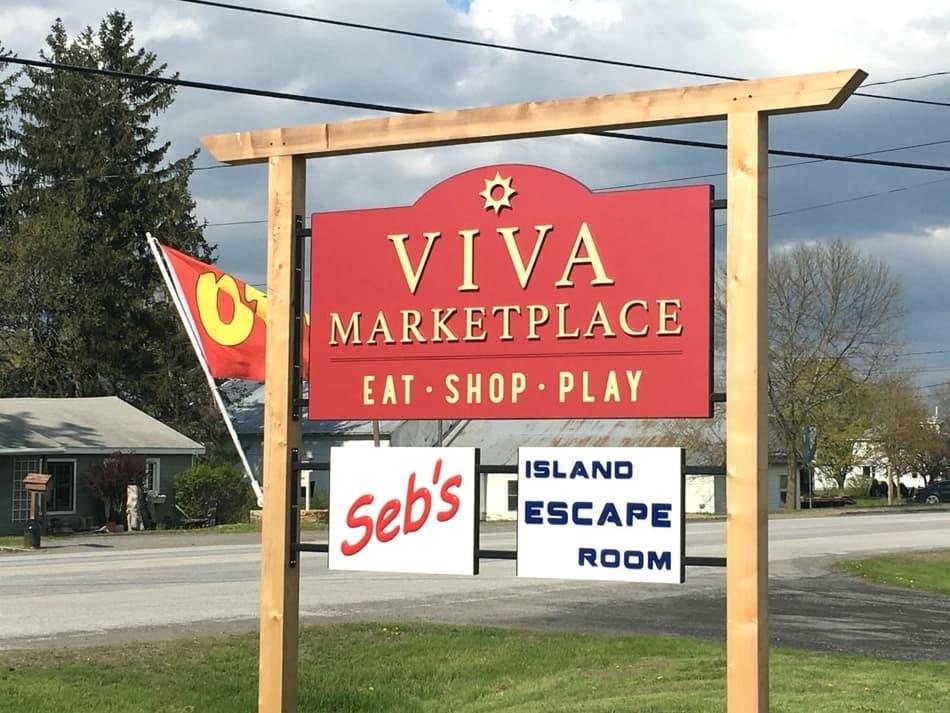 VIVA
MARKETPLACE
EAT · SHOP · PLAY
Seb's
ISLAND
ESCAPE
ROOM